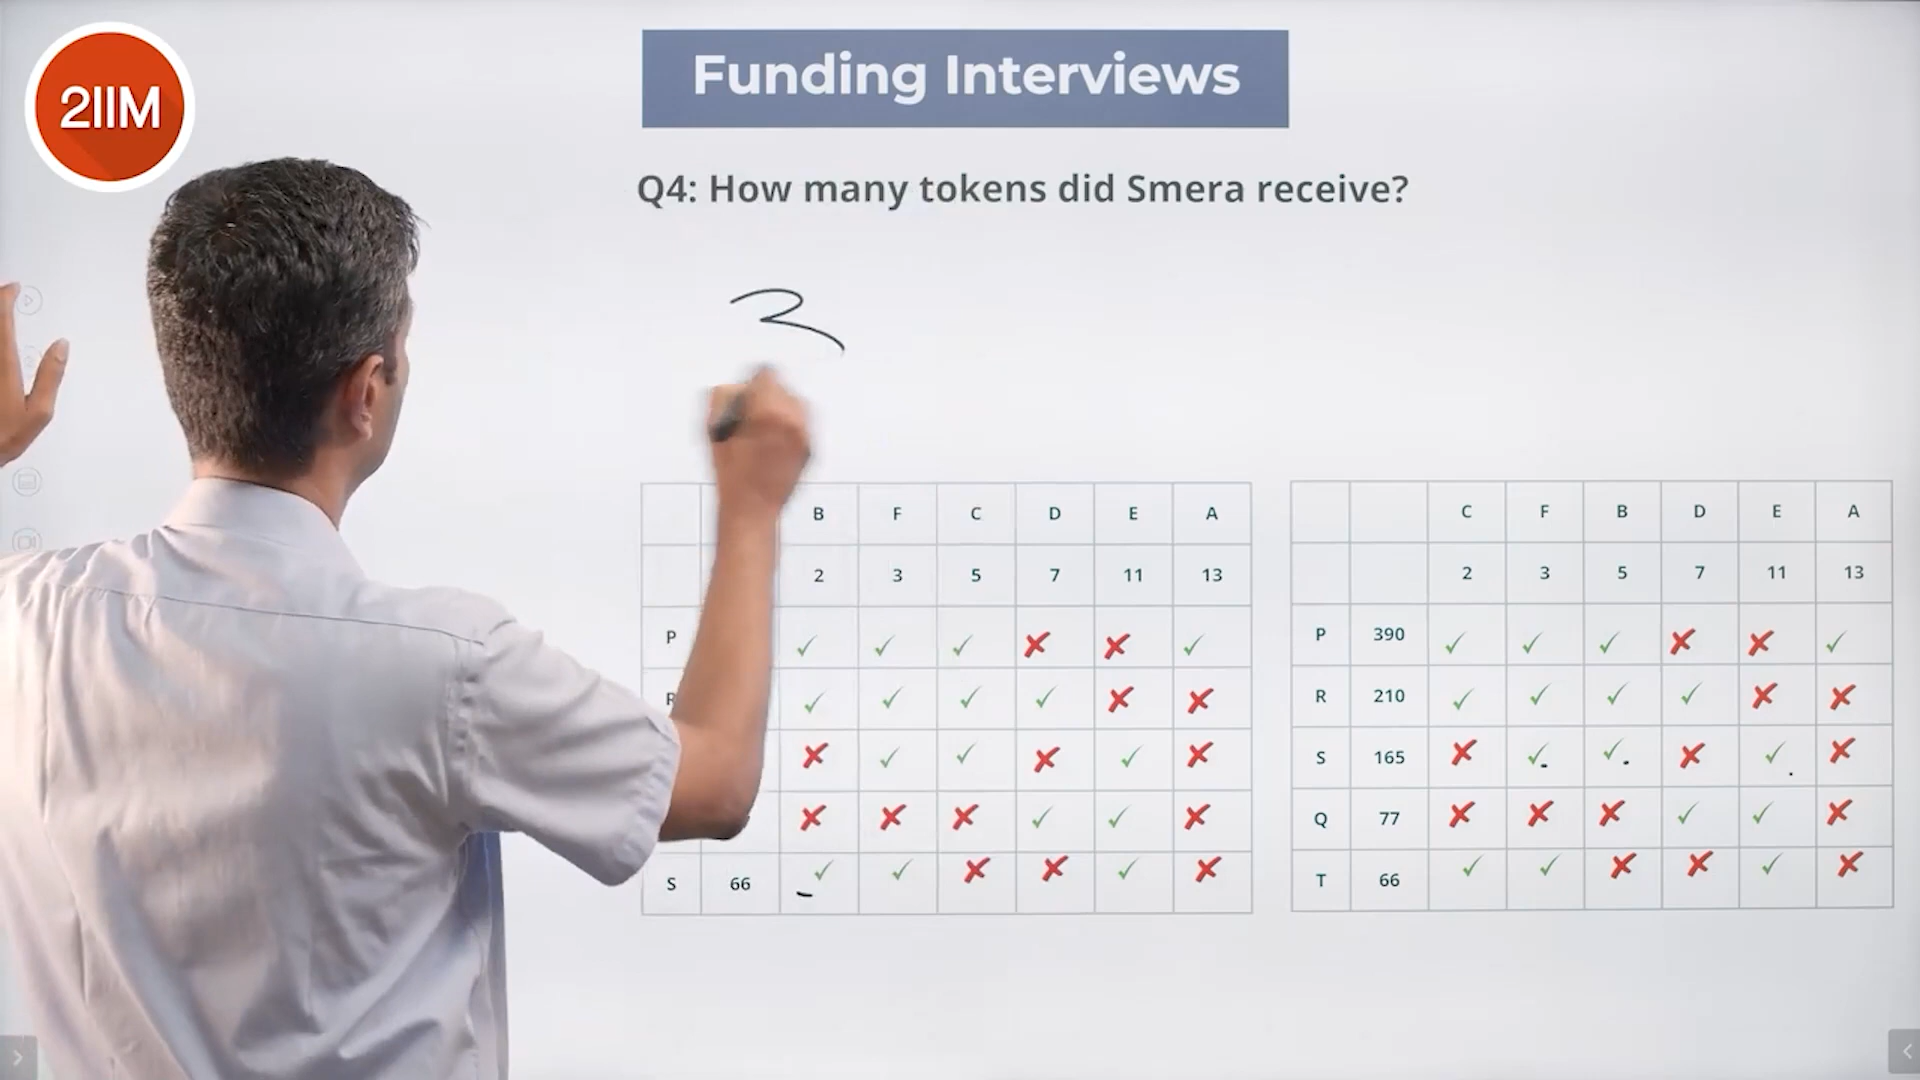 2IIM
Funding Interviews
Q4: How many tokens did Smera receive?
3
B F C D E A
2 3 5 7 11 13
P ✓ ✓ ✓ ✗ ✗ ✓
R ✓ ✓ ✓ ✓ ✗ ✗
✗ ✓ ✓ ✗ ✓ ✗
✗ ✗ ✗ ✓ ✓ ✗
S 66 ✓ ✓ ✗ ✗ ✓ ✗
C F B D E A
2 3 5 7 11 13
P 390 ✓ ✓ ✓ ✗ ✗ ✓
R 210 ✓ ✓ ✓ ✓ ✗ ✗
S 165 ✗ ✓ ✓ ✗ ✓ ✗
Q 77 ✗ ✗ ✗ ✓ ✓ ✗
T 66 ✓ ✓ ✗ ✗ ✓ ✗